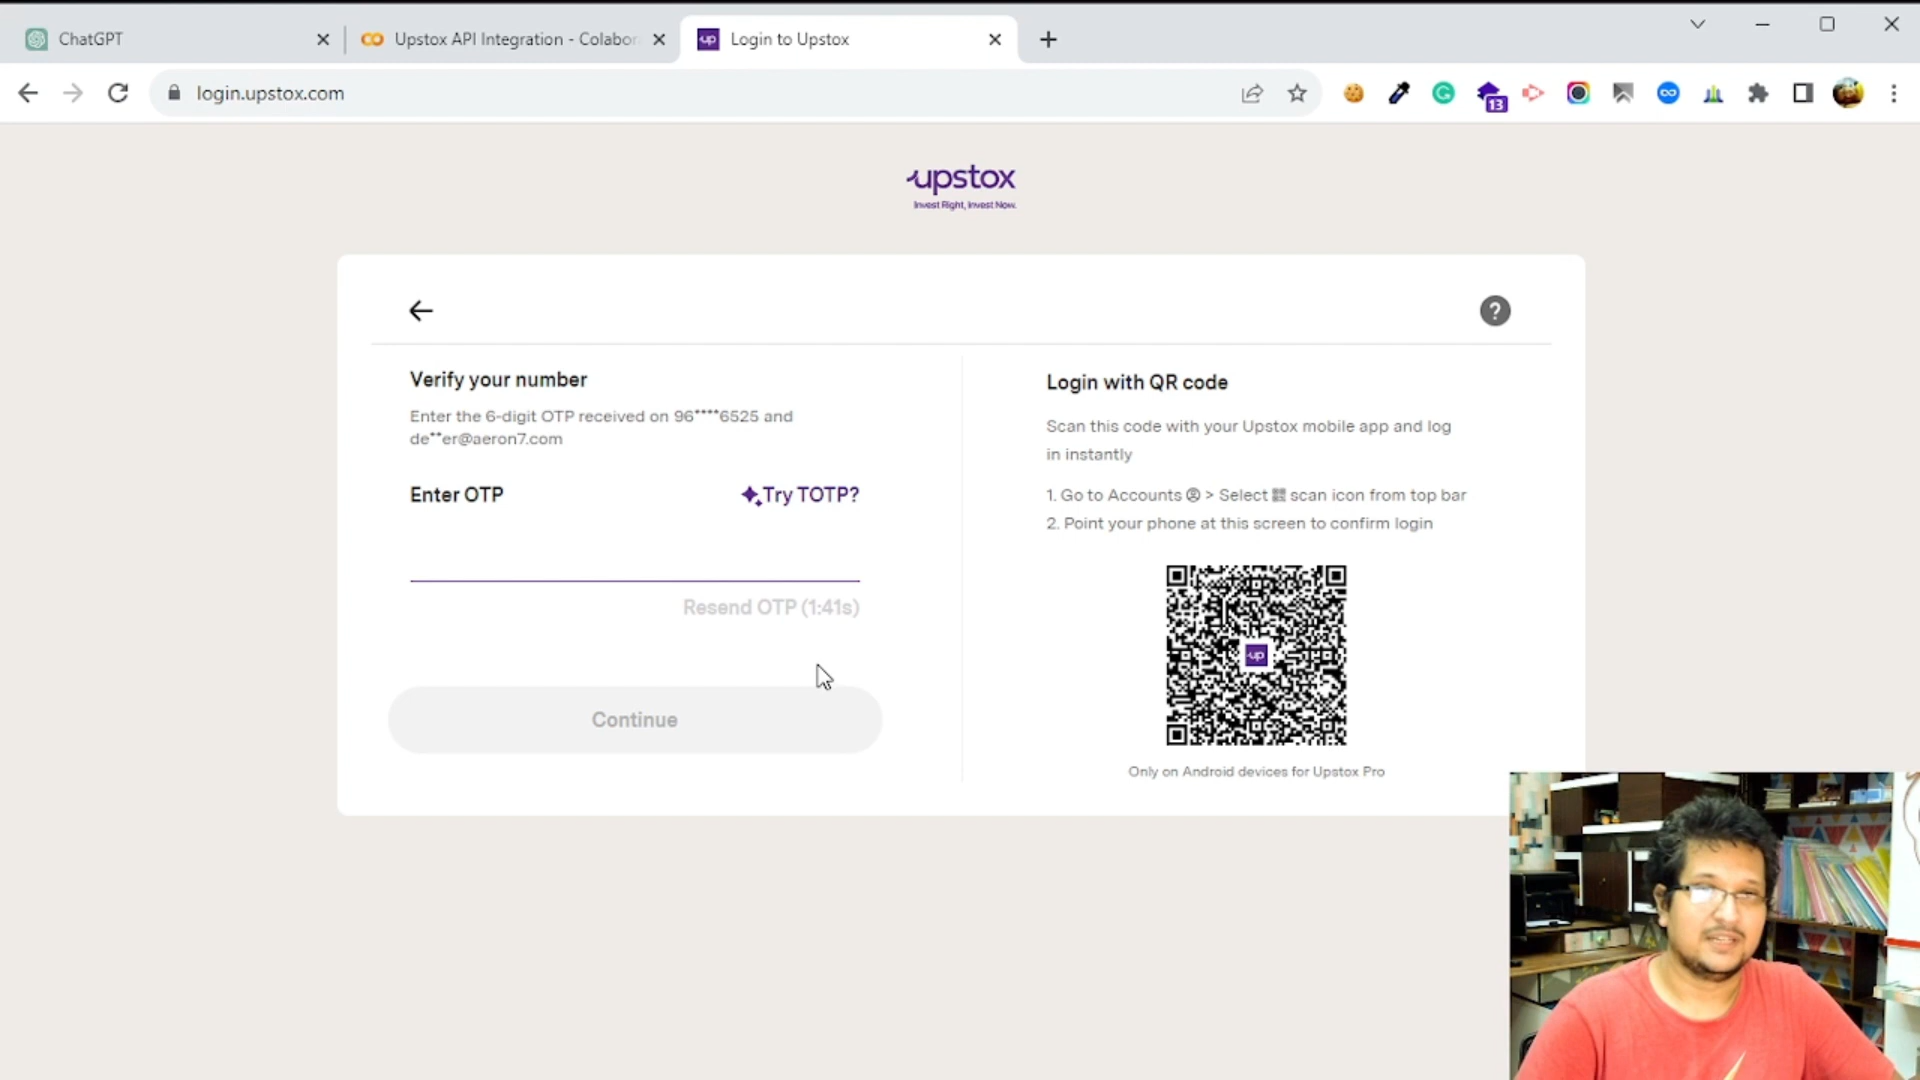 ChatGPT
Upstox API Integration - Colabor
Login to Upstox
login.upstox.com
13
upstox
Invest Right, Invest Now.
?
Verify your number
Enter the 6-digit OTP received on 96****6525 and
de**er@aeron7.com
Enter OTP
Try TOTP?
Resend OTP (1:41s)
Continue
Login with QR code
Scan this code with your Upstox mobile app and log
in instantly
1. Go to Accounts > Select scan icon from top bar
2. Point your phone at this screen to confirm login
up
Only on Android devices for Upstox Pro